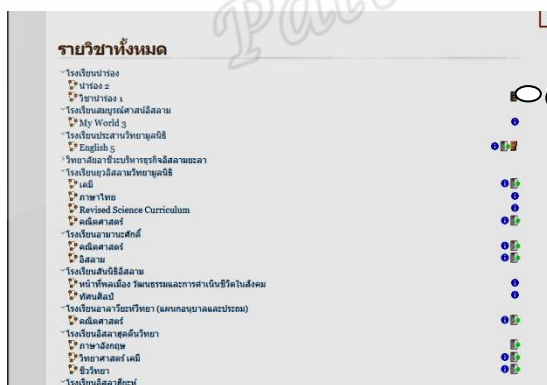 รายวิชาทั้งหมด
โรงเรียนนำร่อง
นำร่อง 2
วิชานำร่อง 1
โรงเรียนสมบูรณ์ศาสน์อิสลาม
My World 3
โรงเรียนประสานวิทยามูลนิธิ
English 5
วิทยาลัยอาชีวะบริหารธุรกิจอิสลามยะลา
โรงเรียนยุวอิสลามวิทยามูลนิธิ
เคมี
ภาษาไทย
Revised Science Curriculum
คณิตศาสตร์
โรงเรียนอามานะศักดิ์
คณิตศาสตร์
อิสลาม
โรงเรียนสันนิธิอิสลาม
หน้าที่พลเมือง วัฒนธรรมและการดำเนินชีวิตในสังคม
ทัศนศิลป์
โรงเรียนอาลาวียะห์วิทยา (แผนกอนุบาลและประถม)
คณิตศาสตร์
โรงเรียนอิสลาฮุดดีนวิทยา
ภาษาอังกฤษ
วิทยาศาสตร์ เคมี
ชีววิทยา
โรงเรียนอิสลาฮียะห์